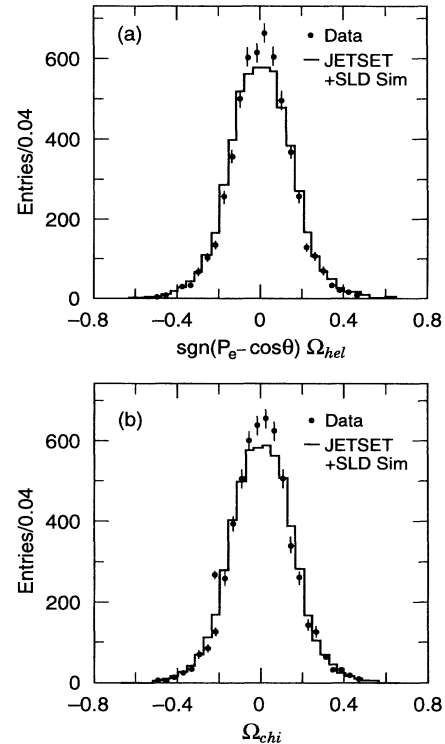 (a)
Data
JETSET
+SLD Sim
Entries/0.04
600
400
200
0
−0.8 −0.4 0 0.4 0.8
sgn(Pe− cosθ) Ωhel
(b)
Data
JETSET
+SLD Sim
Entries/0.04
600
400
200
0
−0.8 −0.4 0 0.4 0.8
Ωchi